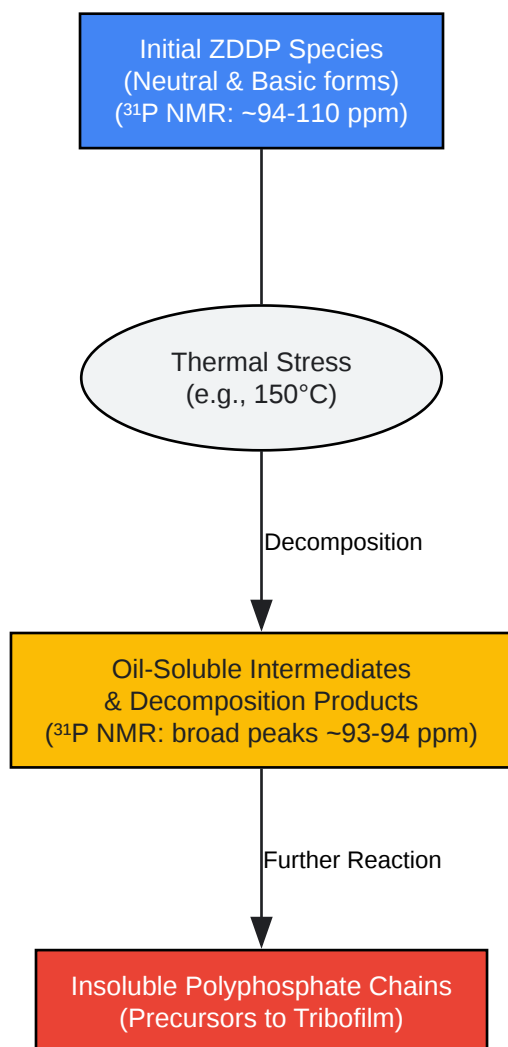 Initial ZDDP Species
(Neutral & Basic forms)
(³¹P NMR: ~94-110 ppm)
Thermal Stress
(e.g., 150°C)
Decomposition
Oil-Soluble Intermediates
& Decomposition Products
(³¹P NMR: broad peaks ~93-94 ppm)
Further Reaction
Insoluble Polyphosphate Chains
(Precursors to Tribofilm)